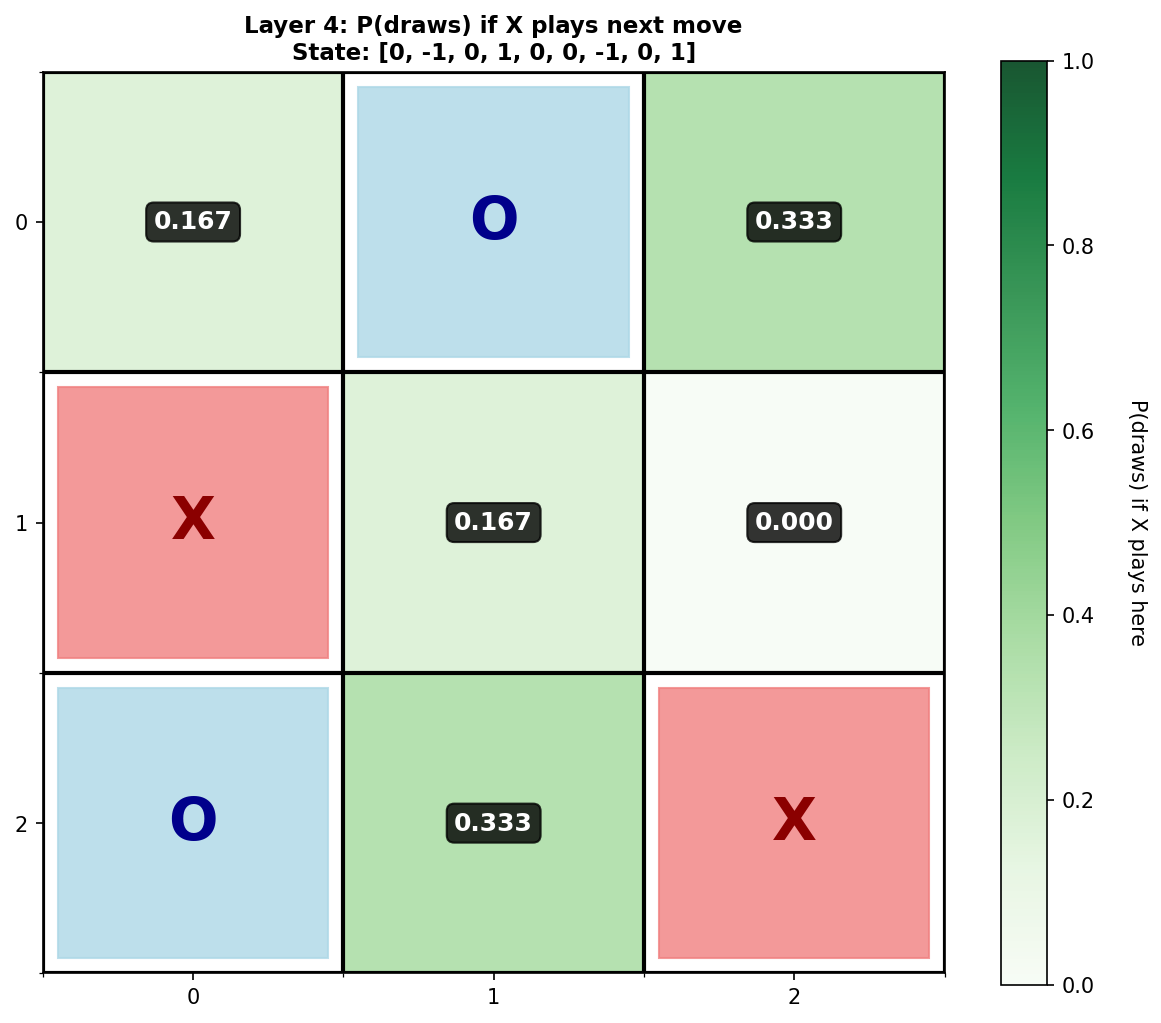 Layer 4: P(draws) if X plays next move
State: [0, -1, 0, 1, 0, 0, -1, 0, 1]
0.167
O
0.333
X
0.167
0.000
O
0.333
X
0
1
2
0
1
2
1.0
0.8
0.6
0.4
0.2
0.0
P(draws) if X plays here